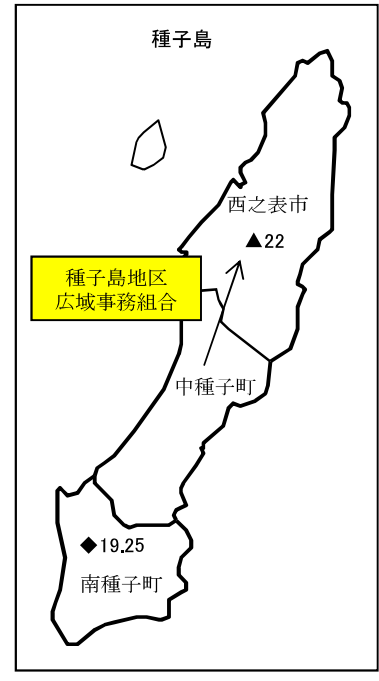 種子島
西之表市
▲22
種子島地区
広域事務組合
中種子町
◆19.25
南種子町